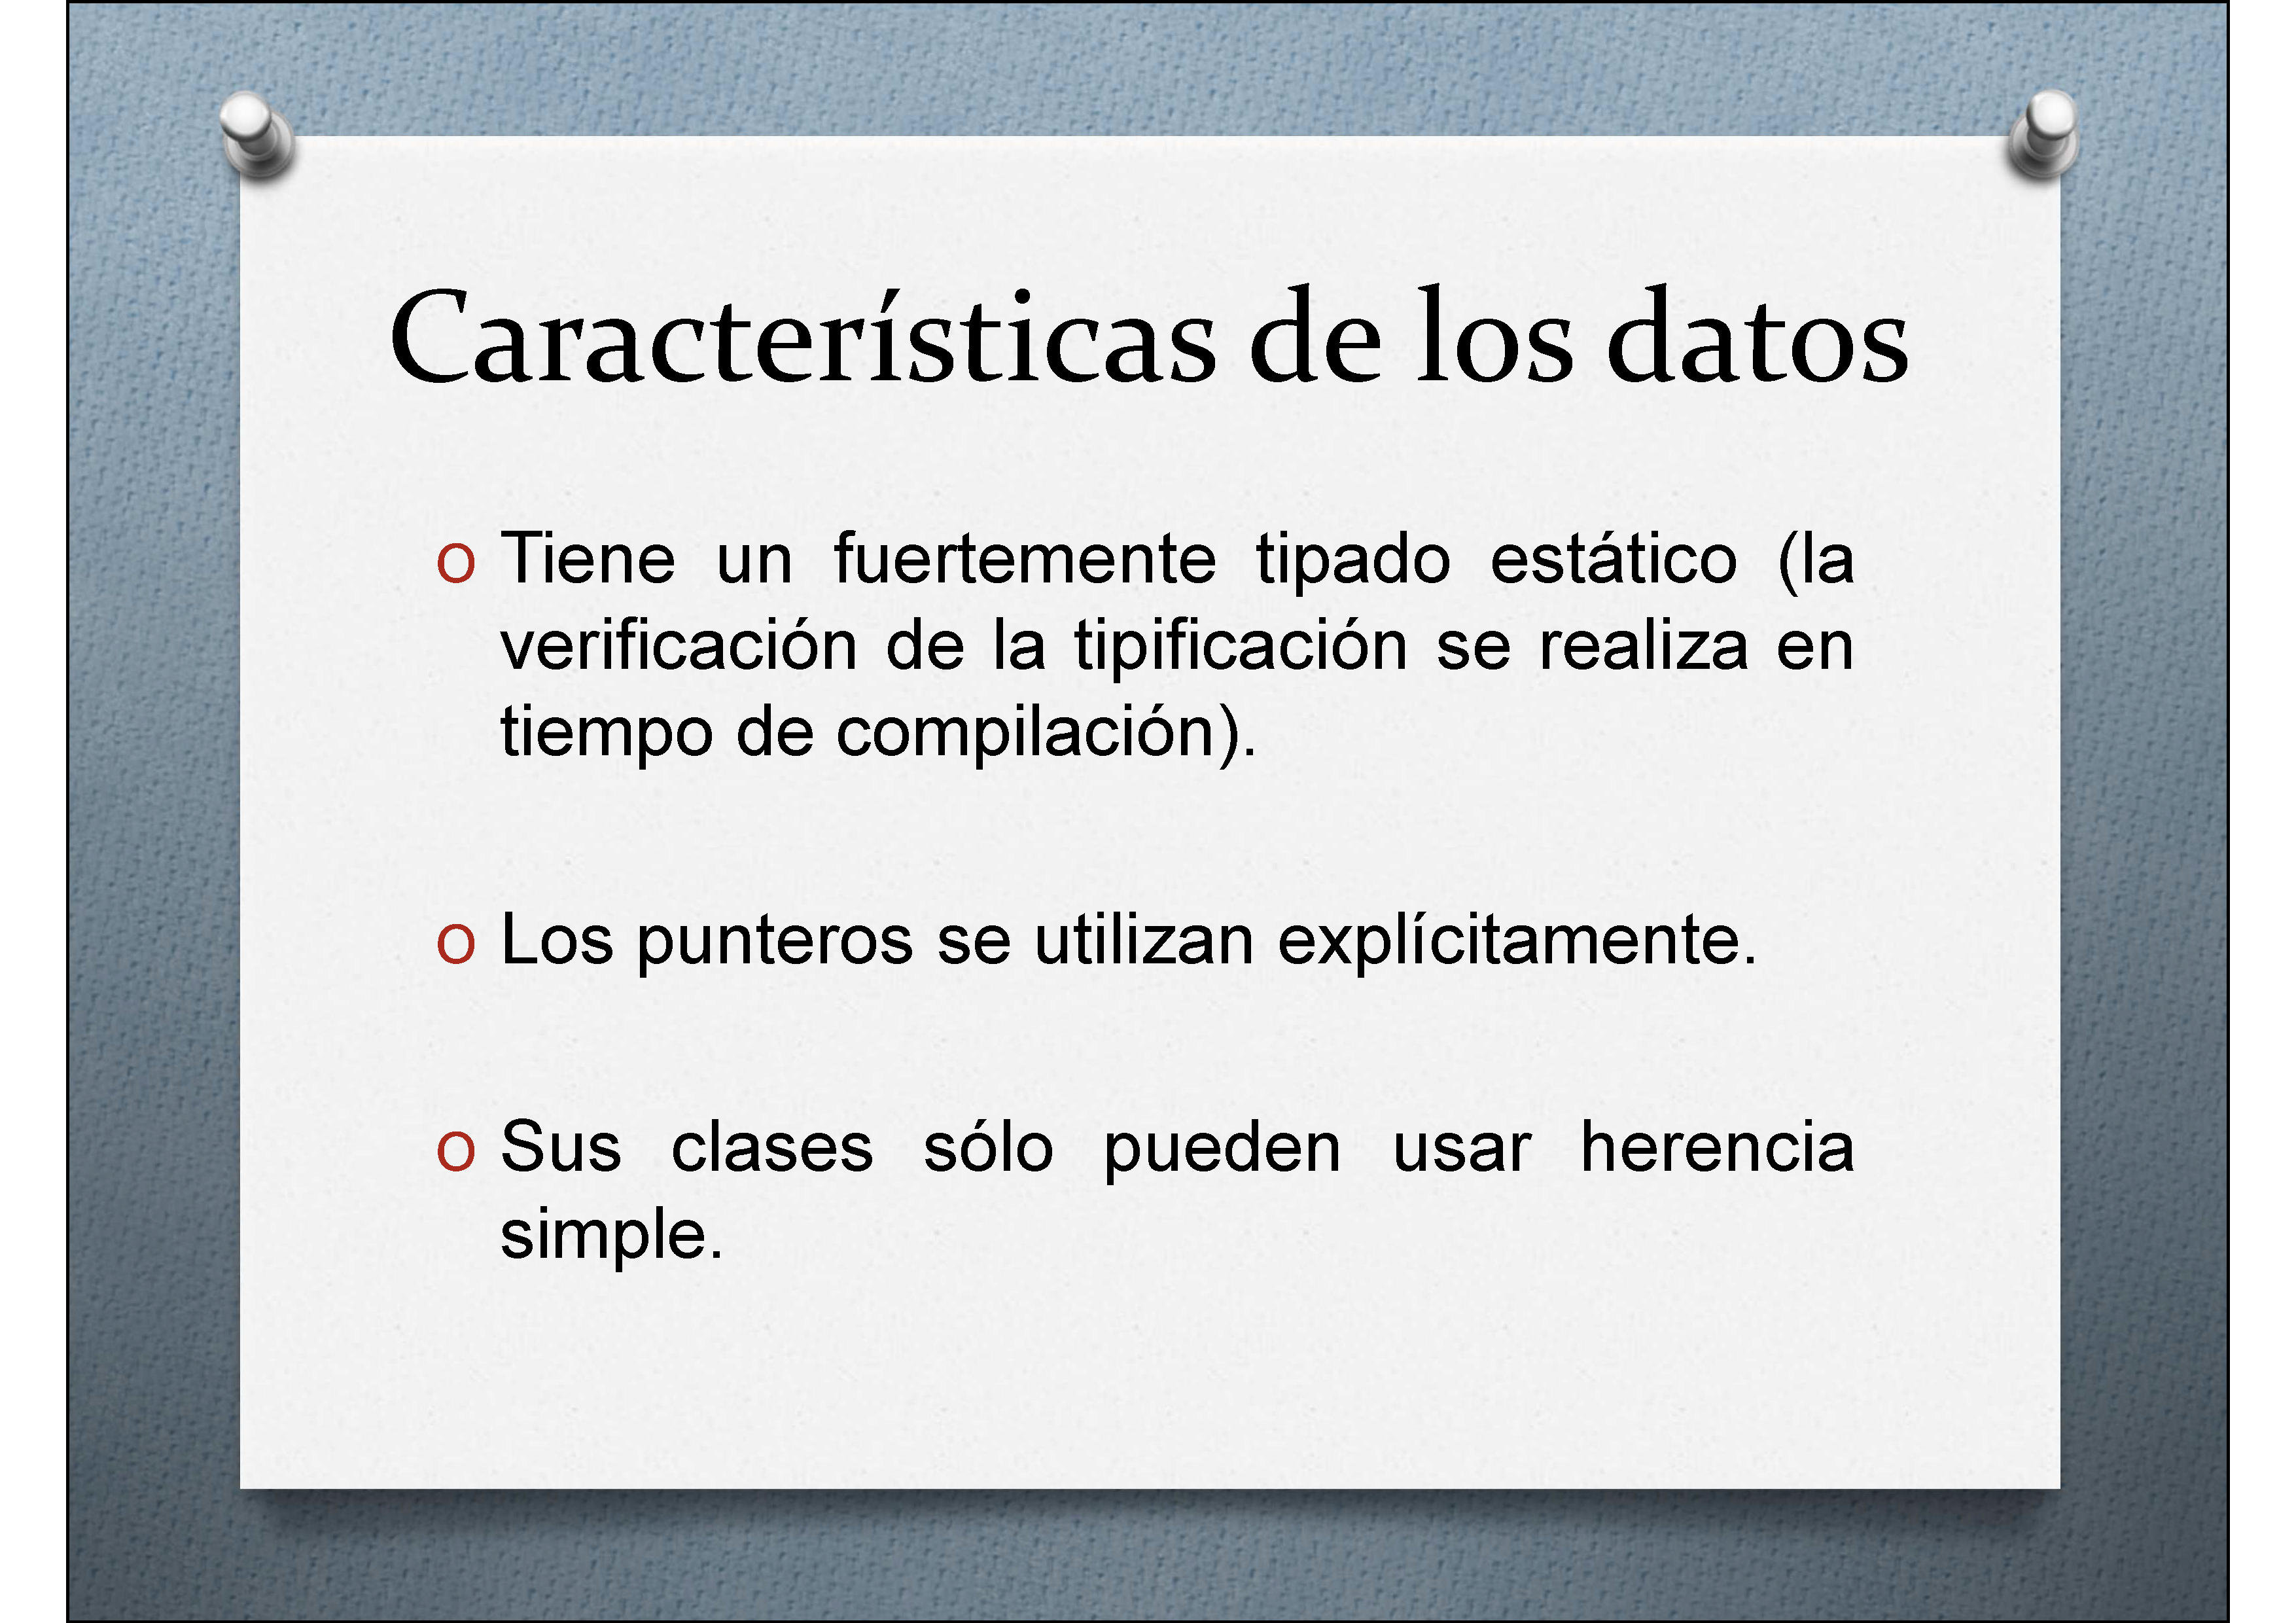 Características de los datos
O Tiene un fuertemente tipado estático (la
verificación de la tipificación se realiza en
tiempo de compilación).
O Los punteros se utilizan explícitamente.
O Sus clases sólo pueden usar herencia
simple.